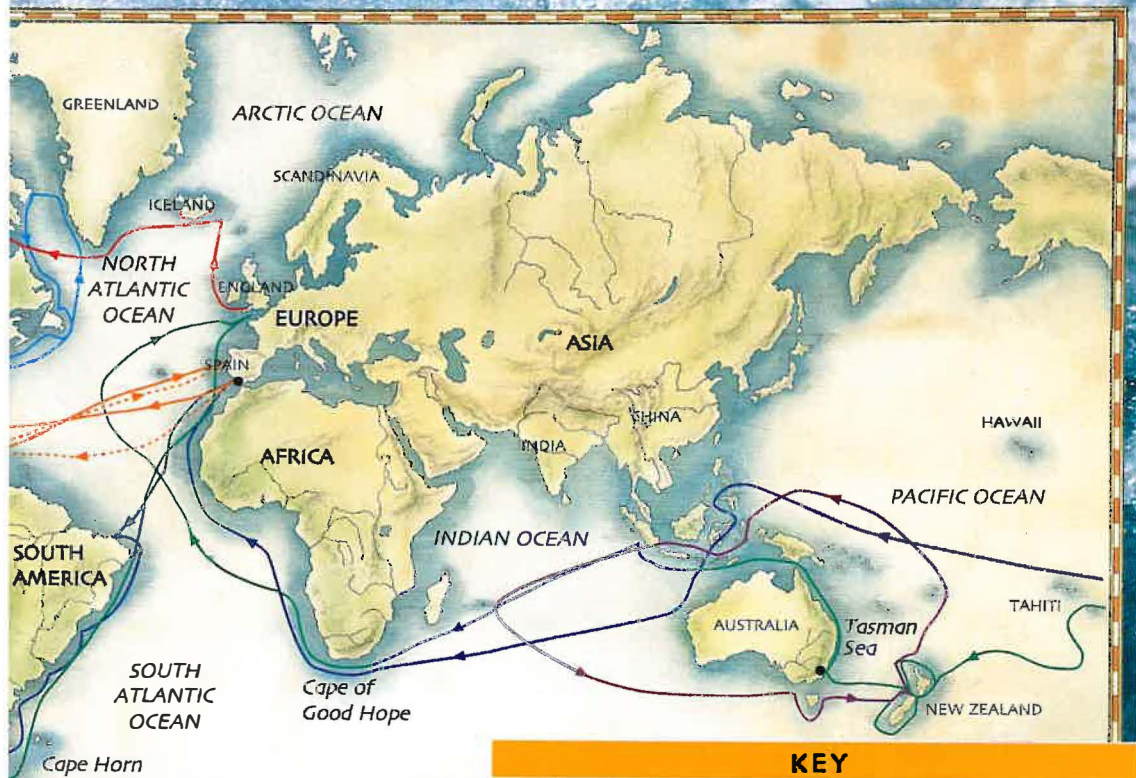 GREENLAND
ARCTIC OCEAN
SCANDINAVIA
ICELAND
NORTH
ATLANTIC
OCEAN
ENGLAND
EUROPE
ASIA
SPAIN
CHINA
HAWAII
INDIA
AFRICA
PACIFIC OCEAN
INDIAN OCEAN
SOUTH
AMERICA
TAHITI
AUSTRALIA
Tasman
Sea
SOUTH
ATLANTIC
OCEAN
Cape of
Good Hope
NEW ZEALAND
Cape Horn
KEY